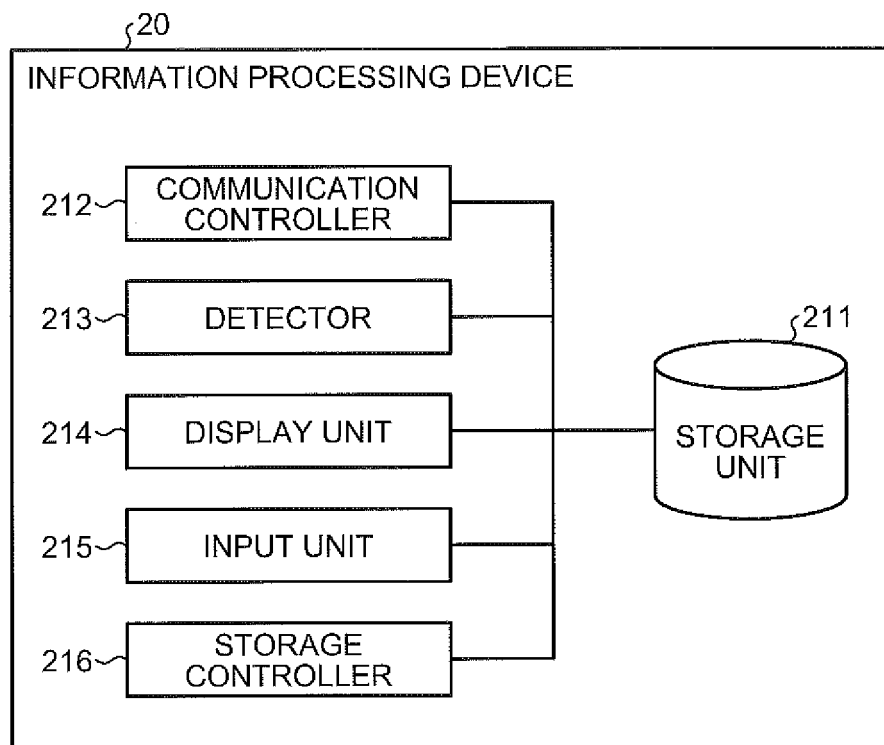 20
INFORMATION PROCESSING DEVICE
212
COMMUNICATION
CONTROLLER
213
DETECTOR
211
214
DISPLAY UNIT
STORAGE
UNIT
215
INPUT UNIT
216
STORAGE
CONTROLLER